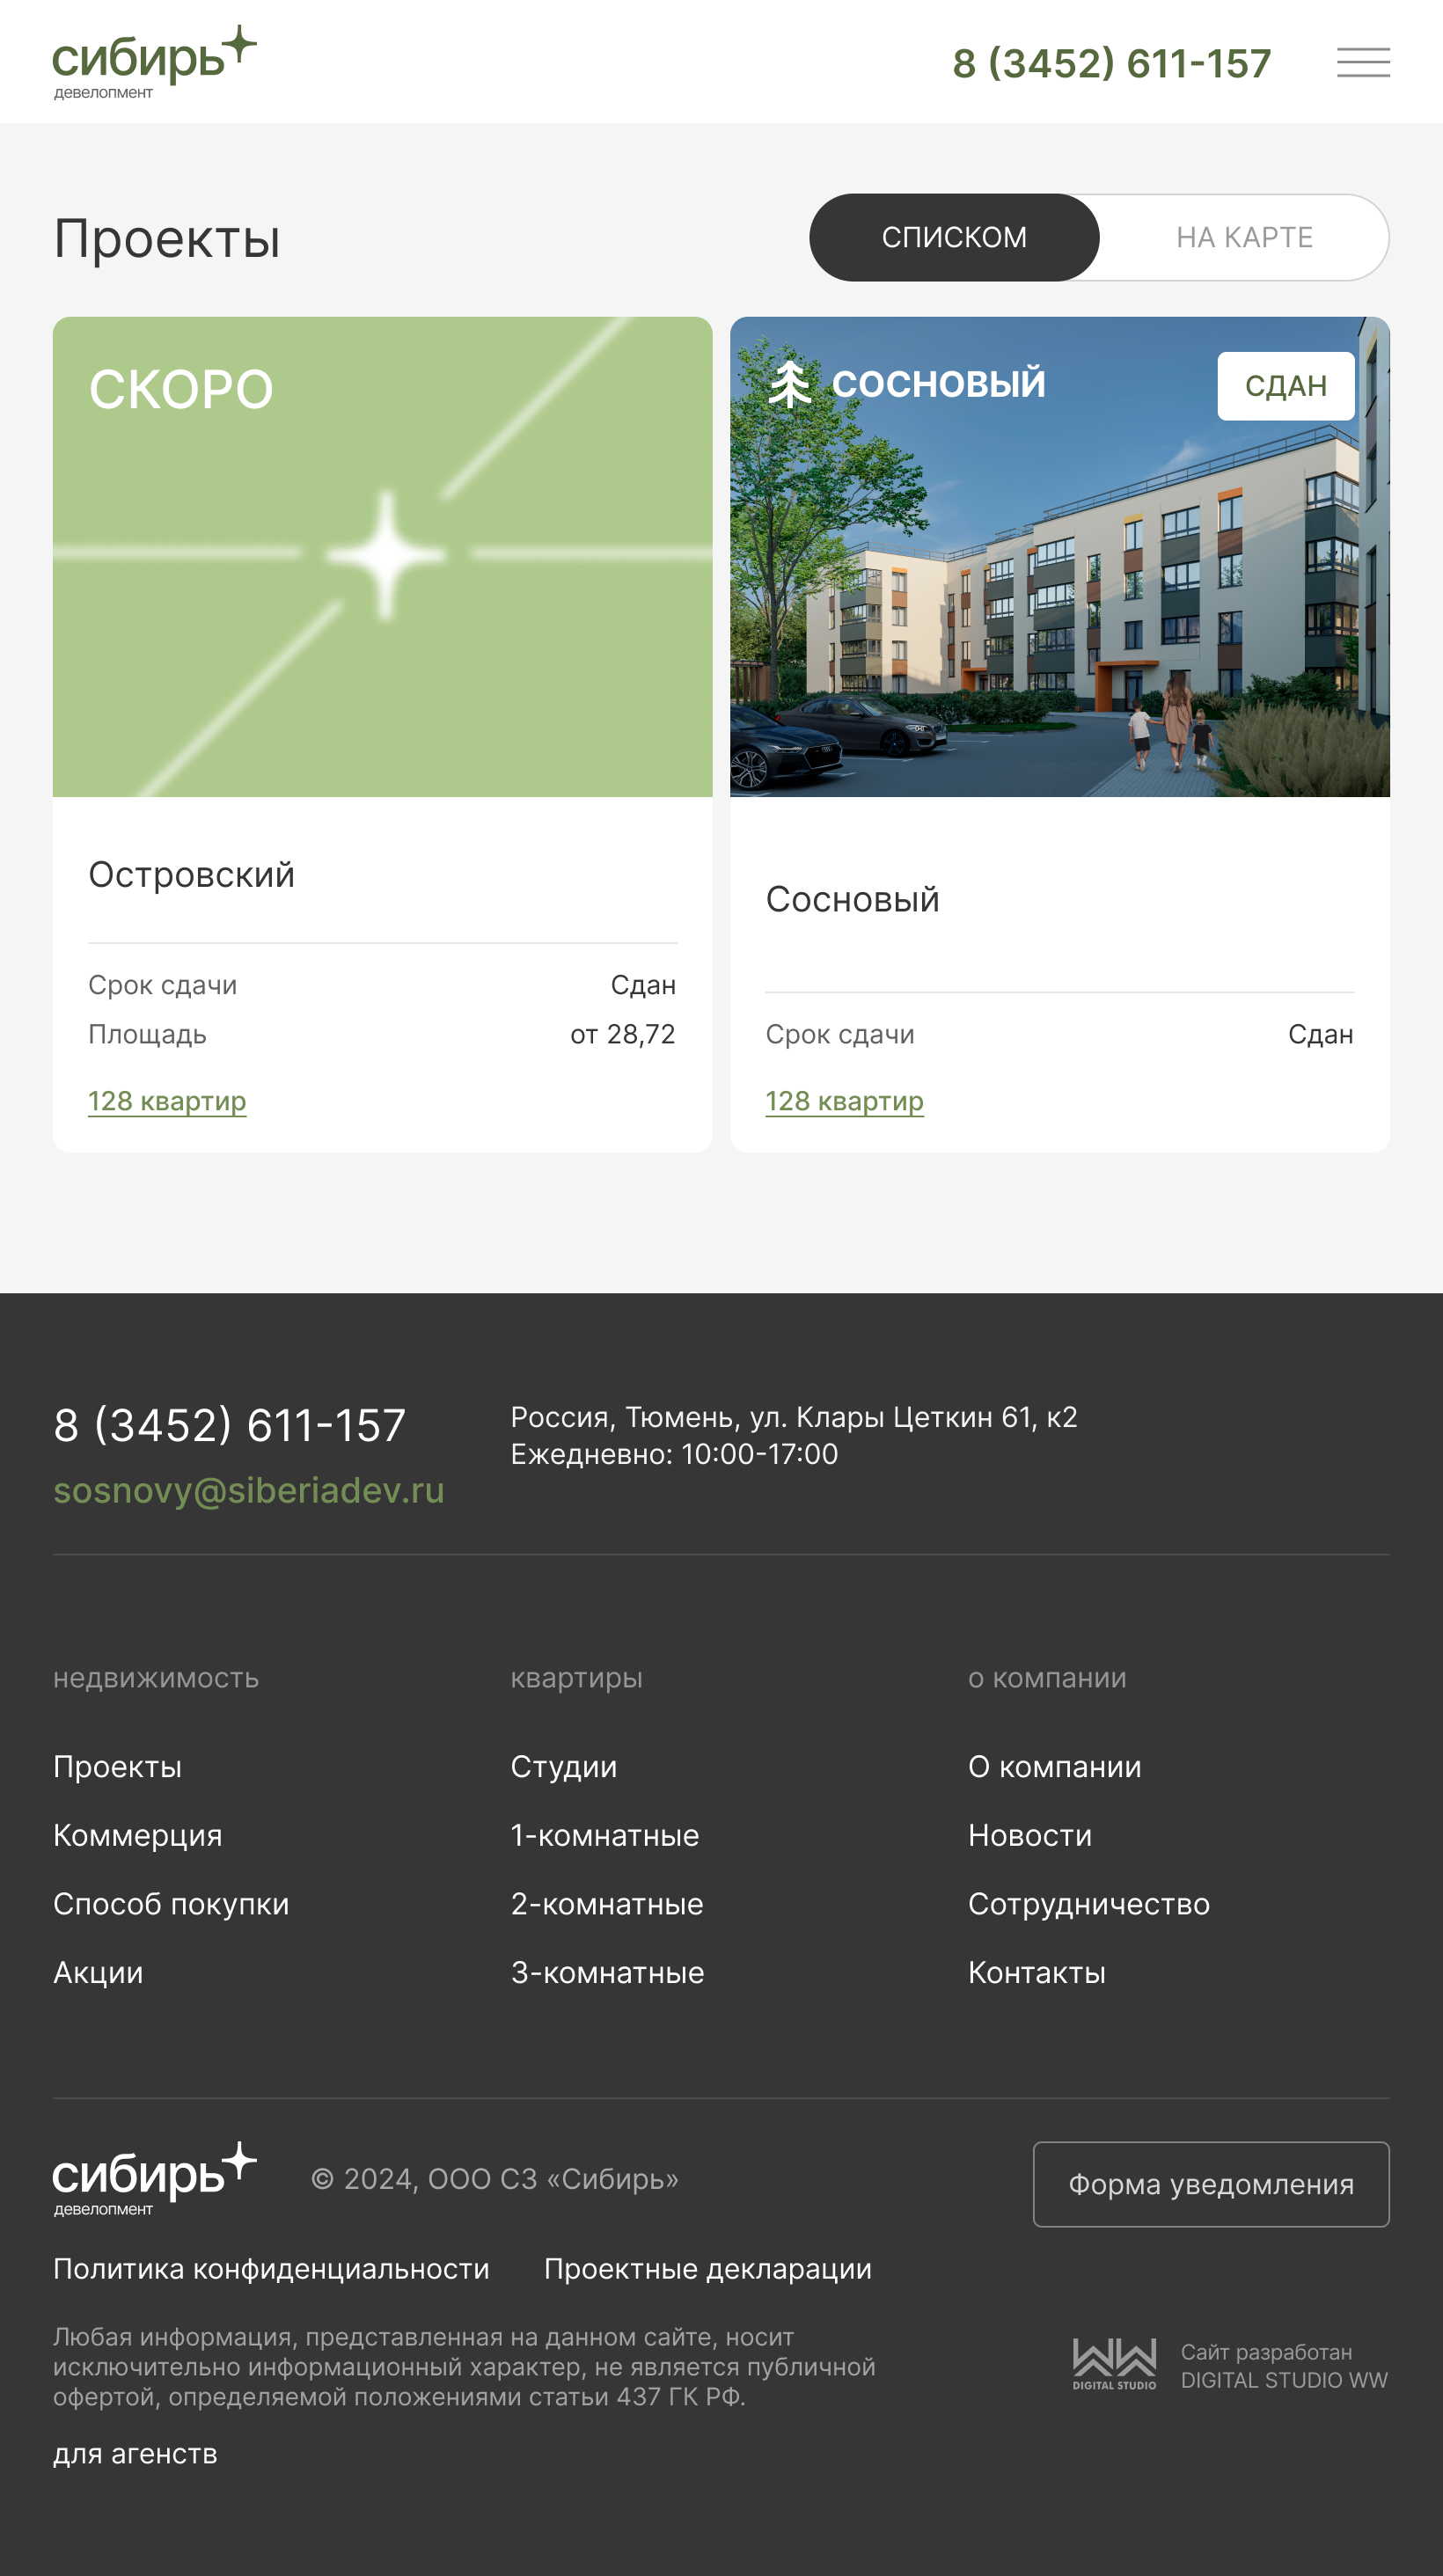 сибирь
девелопмент
8 (3452) 611-157
Проекты
СПИСКОМ
НА КАРТЕ
СКОРО
СОСНОВЫЙ
СДАН
Островский
Срок сдачи Сдан
Площадь от 28,72
128 квартир
Сосновый
Срок сдачи Сдан
128 квартир
8 (3452) 611-157
sosnovy@siberiadev.ru
Россия, Тюмень, ул. Клары Цеткин 61, к2
Ежедневно: 10:00-17:00
недвижимость
Проекты
Коммерция
Способ покупки
Акции
квартиры
Студии
1-комнатные
2-комнатные
3-комнатные
о компании
О компании
Новости
Сотрудничество
Контакты
сибирь
девелопмент
© 2024, ООО СЗ «Сибирь»
Форма уведомления
Политика конфиденциальности
Проектные декларации
Любая информация, представленная на данном сайте, носит
исключительно информационный характер, не является публичной
офертой, определяемой положениями статьи 437 ГК РФ.
WW
DIGITAL STUDIO
Сайт разработан
DIGITAL STUDIO WW
для агенств